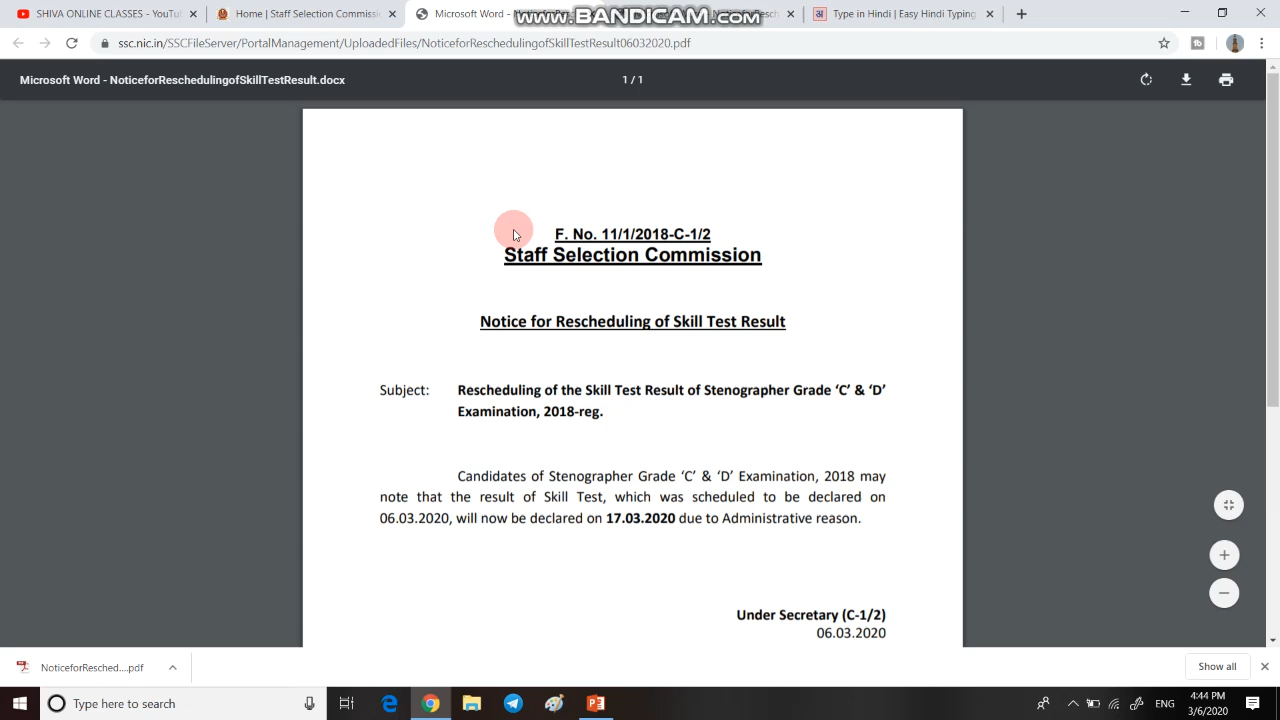 SHIVA ONLINE CLASSES - YouTu
Home | Staff Selection Commissio
Microsoft Word -
WWW.BANDICAM.COM
Type in Hindi | Easy Hindi Typing
ssc.nic.in/SSCFileServer/PortalManagement/UploadedFiles/NoticeforReschedulingofSkillTestResult06032020.pdf
Microsoft Word - NoticeforReschedulingofSkillTestResult.docx
1 / 1
F. No. 11/1/2018-C-1/2
Staff Selection Commission
Notice for Rescheduling of Skill Test Result
Subject: Rescheduling of the Skill Test Result of Stenographer Grade ‘C’ & ‘D’
Examination, 2018-reg.
Candidates of Stenographer Grade ‘C’ & ‘D’ Examination, 2018 may
note that the result of Skill Test, which was scheduled to be declared on
06.03.2020, will now be declared on 17.03.2020 due to Administrative reason.
Under Secretary (C-1/2)
06.03.2020
NoticeforResched....pdf
Show all
Type here to search
ENG
4:44 PM
3/6/2020